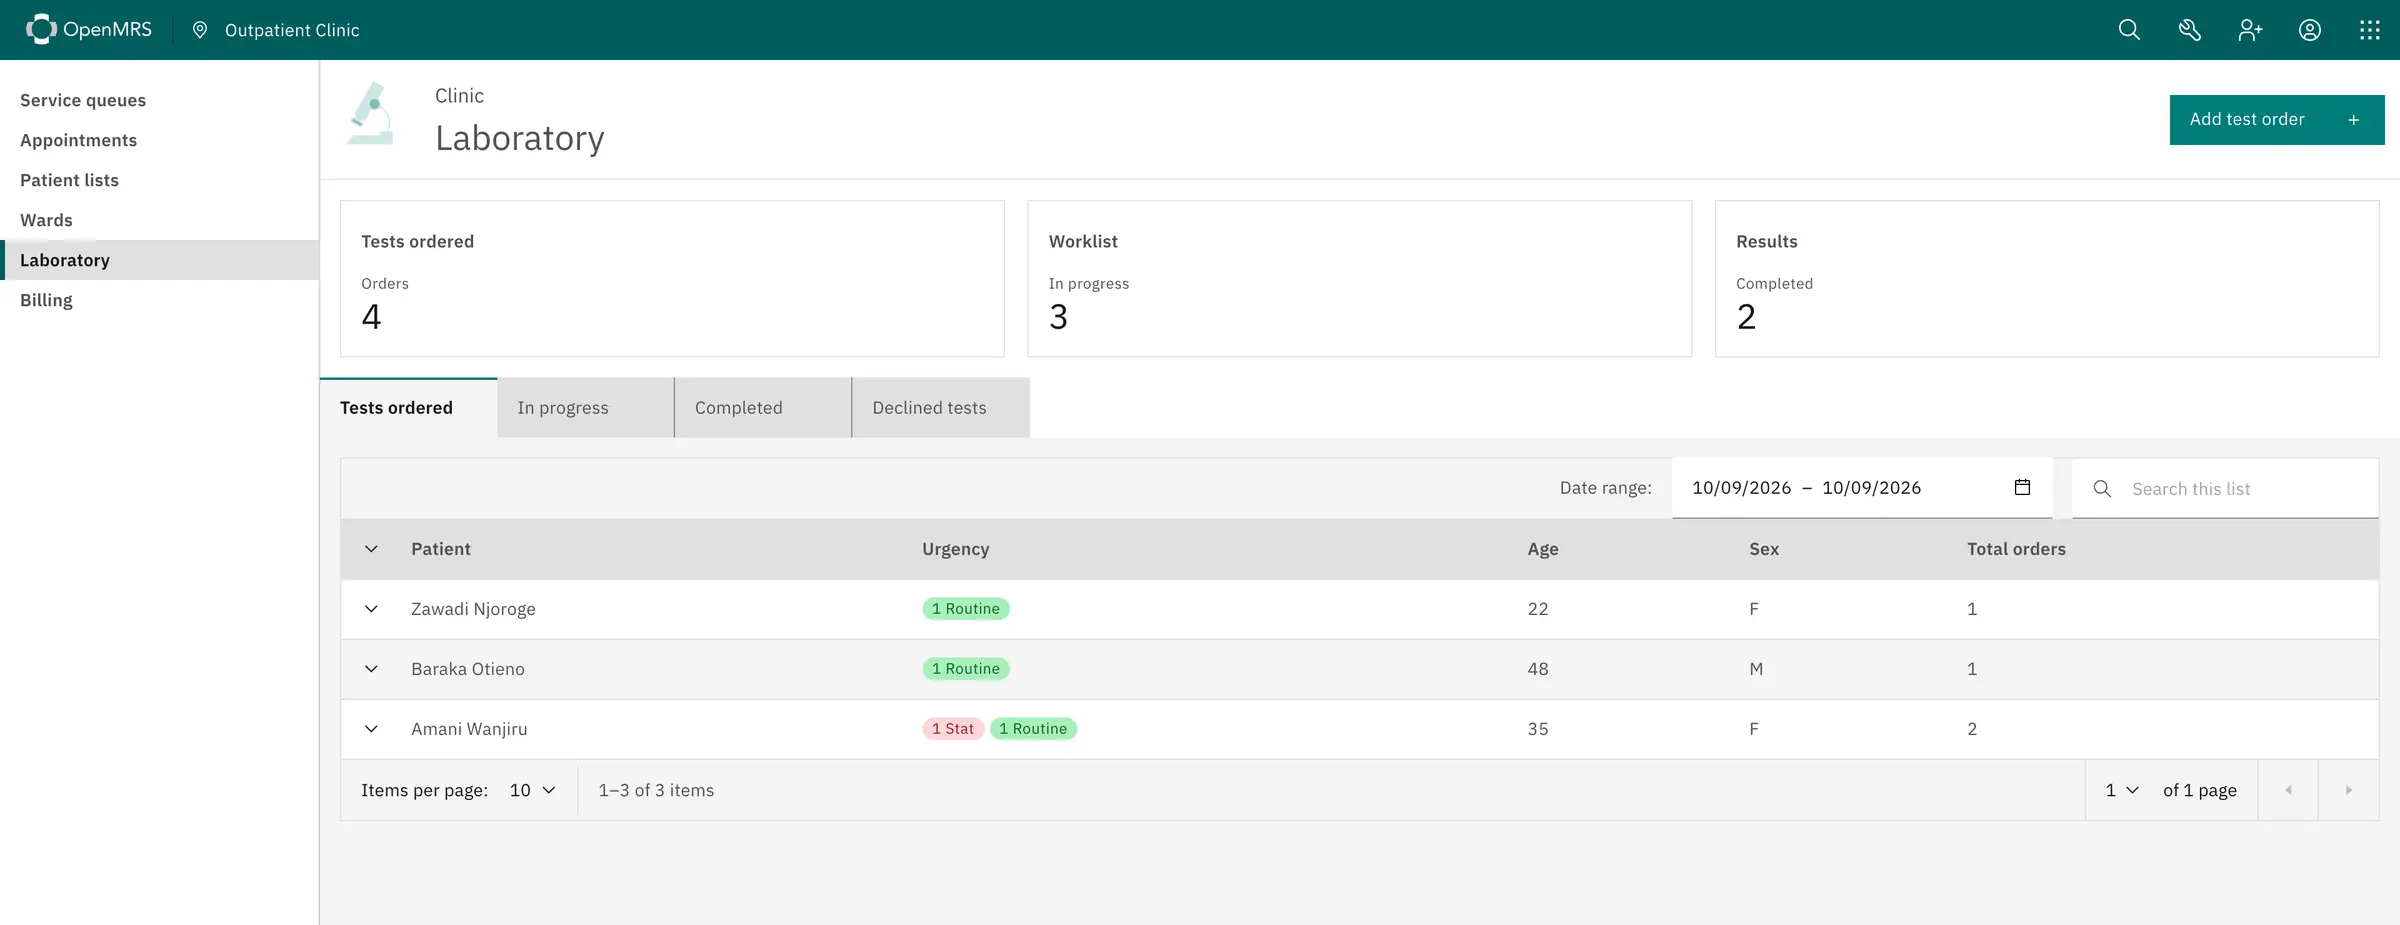 OpenMRS
Outpatient Clinic
Service queues
Appointments
Patient lists
Wards
Laboratory
Billing
Clinic
Laboratory
Add test order +
Tests ordered
Orders
4
Worklist
In progress
3
Results
Completed
2
Tests ordered In progress Completed Declined tests
Date range: 10/09/2026 – 10/09/2026 Search this list
Patient Urgency Age Sex Total orders
Zawadi Njoroge 1 Routine 22 F 1
Baraka Otieno 1 Routine 48 M 1
Amani Wanjiru 1 Stat 1 Routine 35 F 2
Items per page: 10 1–3 of 3 items 1 of 1 page